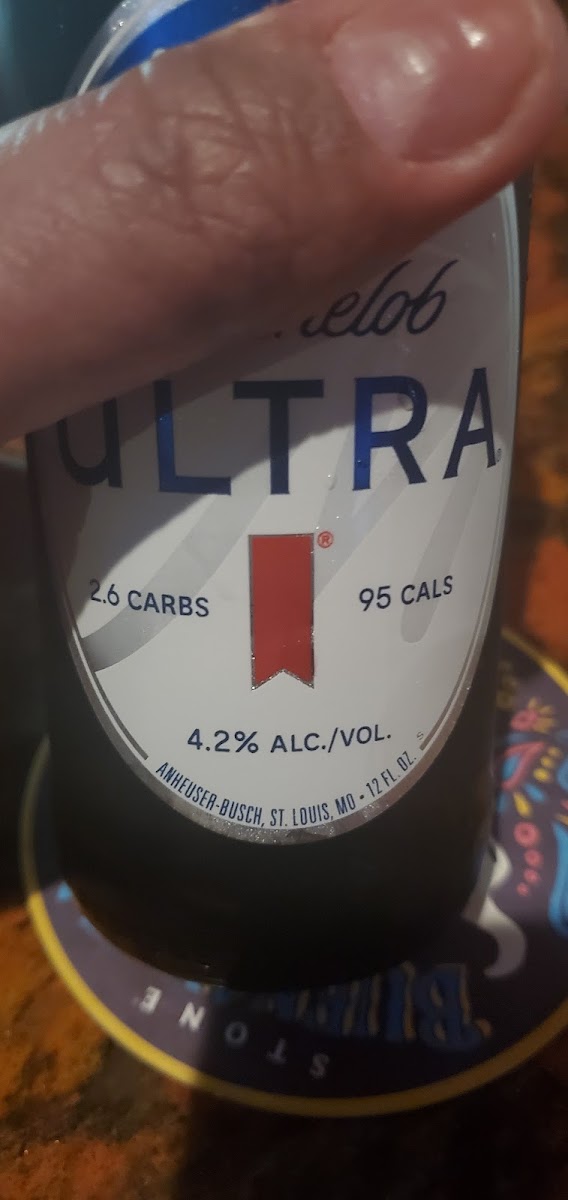 elob
ULTRA
®
2.6 CARBS
95 CALS
4.2% ALC./VOL.
ANHEUSER-BUSCH, ST. LOUIS, MO • 12 FL. OZ.
S
STONE